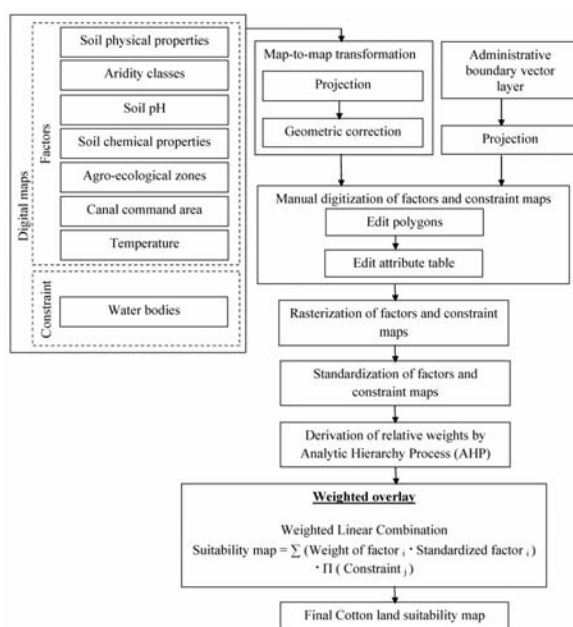 Digital maps
Factors
Soil physical properties
Aridity classes
Soil pH
Soil chemical properties
Agro-ecological zones
Canal command area
Temperature
Constraint
Water bodies
Map-to-map transformation
Projection
Geometric correction
Administrative
boundary vector
layer
Projection
Manual digitization of factors and constraint maps
Edit polygons
Edit attribute table
Rasterization of factors and constraint
maps
Standardization of factors and
constraint maps
Derivation of relative weights by
Analytic Hierarchy Process (AHP)
Weighted overlay
Weighted Linear Combination
Suitability map = ∑ (Weight of factor i · Standardized factor i)
· Π ( Constraint j)
Final Cotton land suitability map